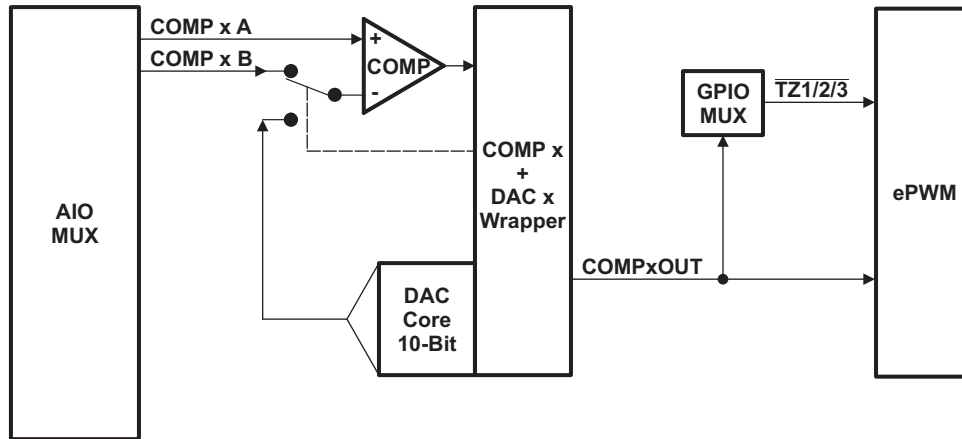 COMP x A
COMP x B
+
COMP
-
AIO
MUX
COMP x
+
DAC x
Wrapper
DAC
Core
10-Bit
COMPxOUT
GPIO
MUX
TZ1/2/3
ePWM